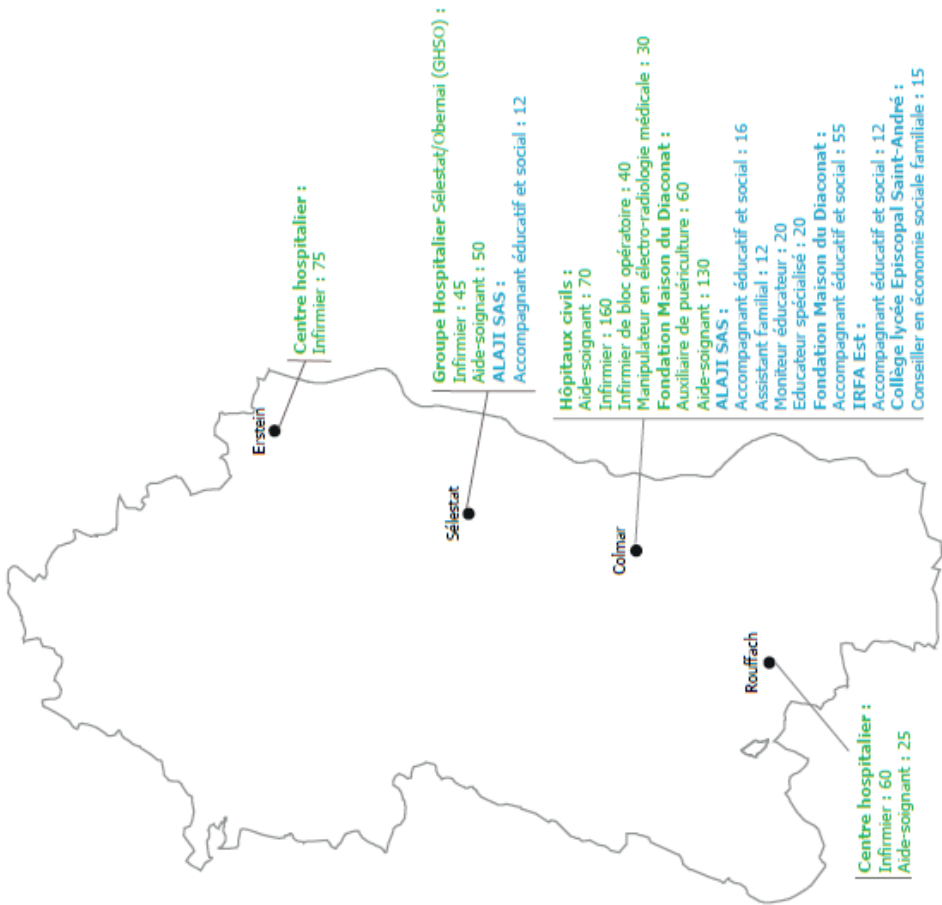 Erstein
Centre hospitalier :
Infirmier : 75
Sélestat
Groupe Hospitalier Sélestat/Obernai (GHSO) :
Infirmier : 45
Aide-soignant : 50
ALAJI SAS :
Accompagnant éducatif et social : 12
Colmar
Hôpitaux civils :
Aide-soignant : 70
Infirmier : 160
Infirmier de bloc opératoire : 40
Manipulateur en électro-radiologie médicale : 30
Fondation Maison du Diaconat :
Auxiliaire de puériculture : 60
Aide-soignant : 130
ALAJI SAS :
Accompagnant éducatif et social : 16
Assistant familial : 12
Moniteur éducateur : 20
Educateur spécialisé : 20
Fondation Maison du Diaconat :
Accompagnant éducatif et social : 55
IRFA Est :
Accompagnant éducatif et social : 12
Collège lycée Episcopal Saint-André :
Conseiller en économie sociale familiale : 15
Rouffach
Centre hospitalier :
Infirmier : 60
Aide-soignant : 25